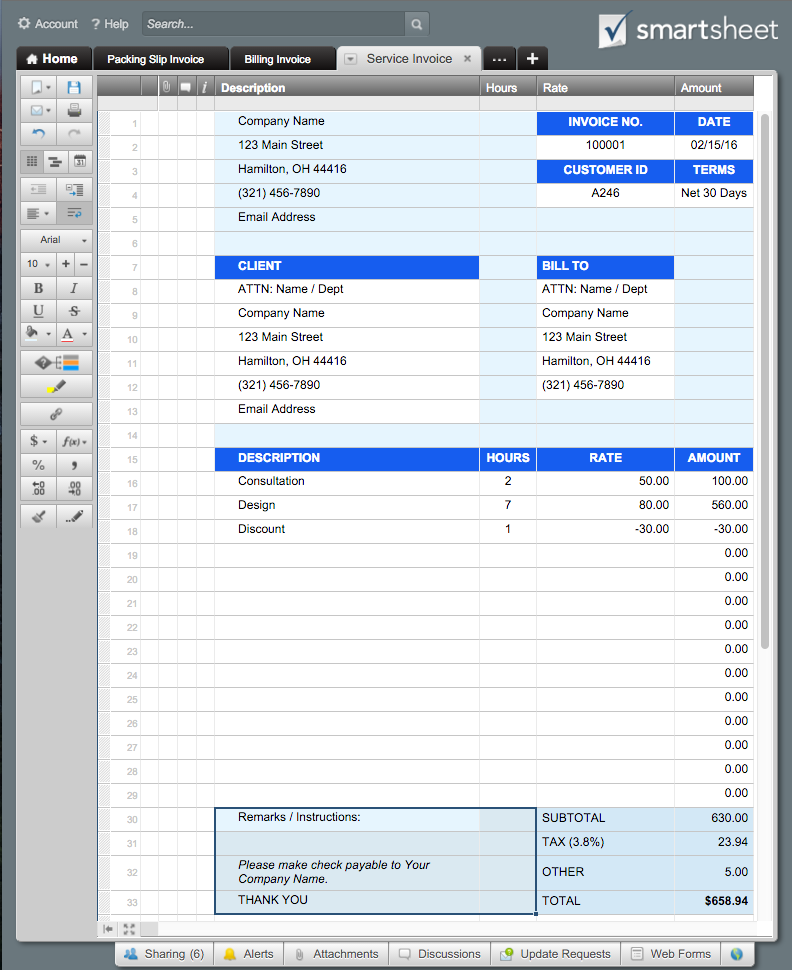 Account ? Help Search... smartsheet
Home Packing Slip Invoice Billing Invoice Service Invoice × ... +
i Description Hours Rate Amount
1 Company Name INVOICE NO. DATE
2 123 Main Street 100001 02/15/16
3 Hamilton, OH 44416 CUSTOMER ID TERMS
4 (321) 456-7890 A246 Net 30 Days
5 Email Address
6
7 CLIENT BILL TO
8 ATTN: Name / Dept ATTN: Name / Dept
9 Company Name Company Name
10 123 Main Street 123 Main Street
11 Hamilton, OH 44416 Hamilton, OH 44416
12 (321) 456-7890 (321) 456-7890
13 Email Address
14
15 DESCRIPTION HOURS RATE AMOUNT
16 Consultation 2 50.00 100.00
17 Design 7 80.00 560.00
18 Discount 1 -30.00 -30.00
19 0.00
20 0.00
21 0.00
22 0.00
23 0.00
24 0.00
25 0.00
26 0.00
27 0.00
28 0.00
29 0.00
30 Remarks / Instructions: SUBTOTAL 630.00
31 TAX (3.8%) 23.94
32 Please make check payable to Your
Company Name. OTHER 5.00
33 THANK YOU TOTAL $658.94
31
Arial
10 + −
B I
U S
A
$ f(x)
% ,
.0 .00
.00 .0
Sharing (6) Alerts Attachments Discussions Update Requests Web Forms